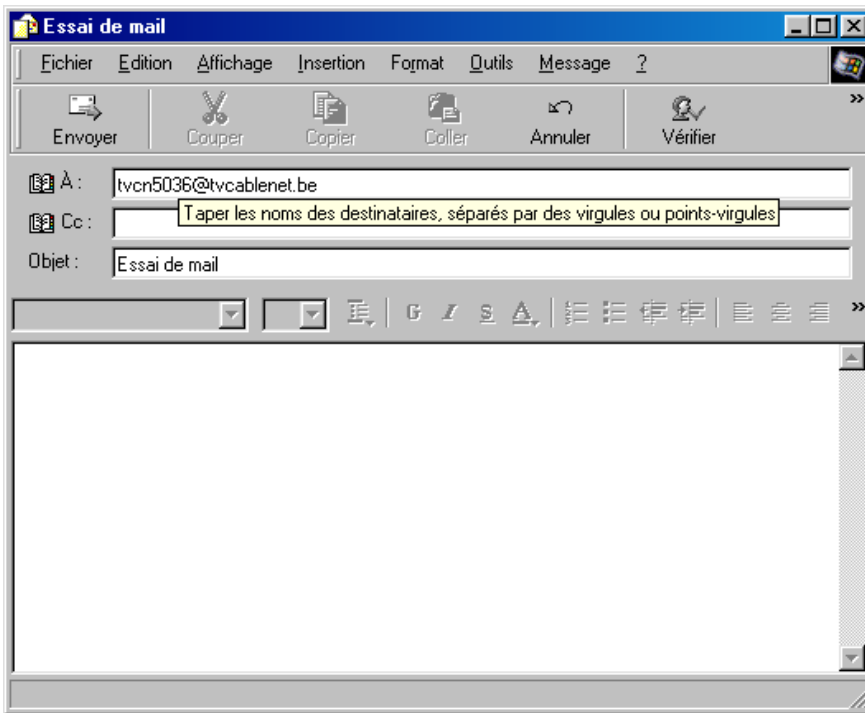 Essai de mail
Fichier Edition Affichage Insertion Format Outils Message ?
Envoyer Couper Copier Coller Annuler Vérifier »
À : tvcn5036@tvcablenet.be
Taper les noms des destinataires, séparés par des virgules ou points-virgules
Cc :
Objet : Essai de mail
G I S A »